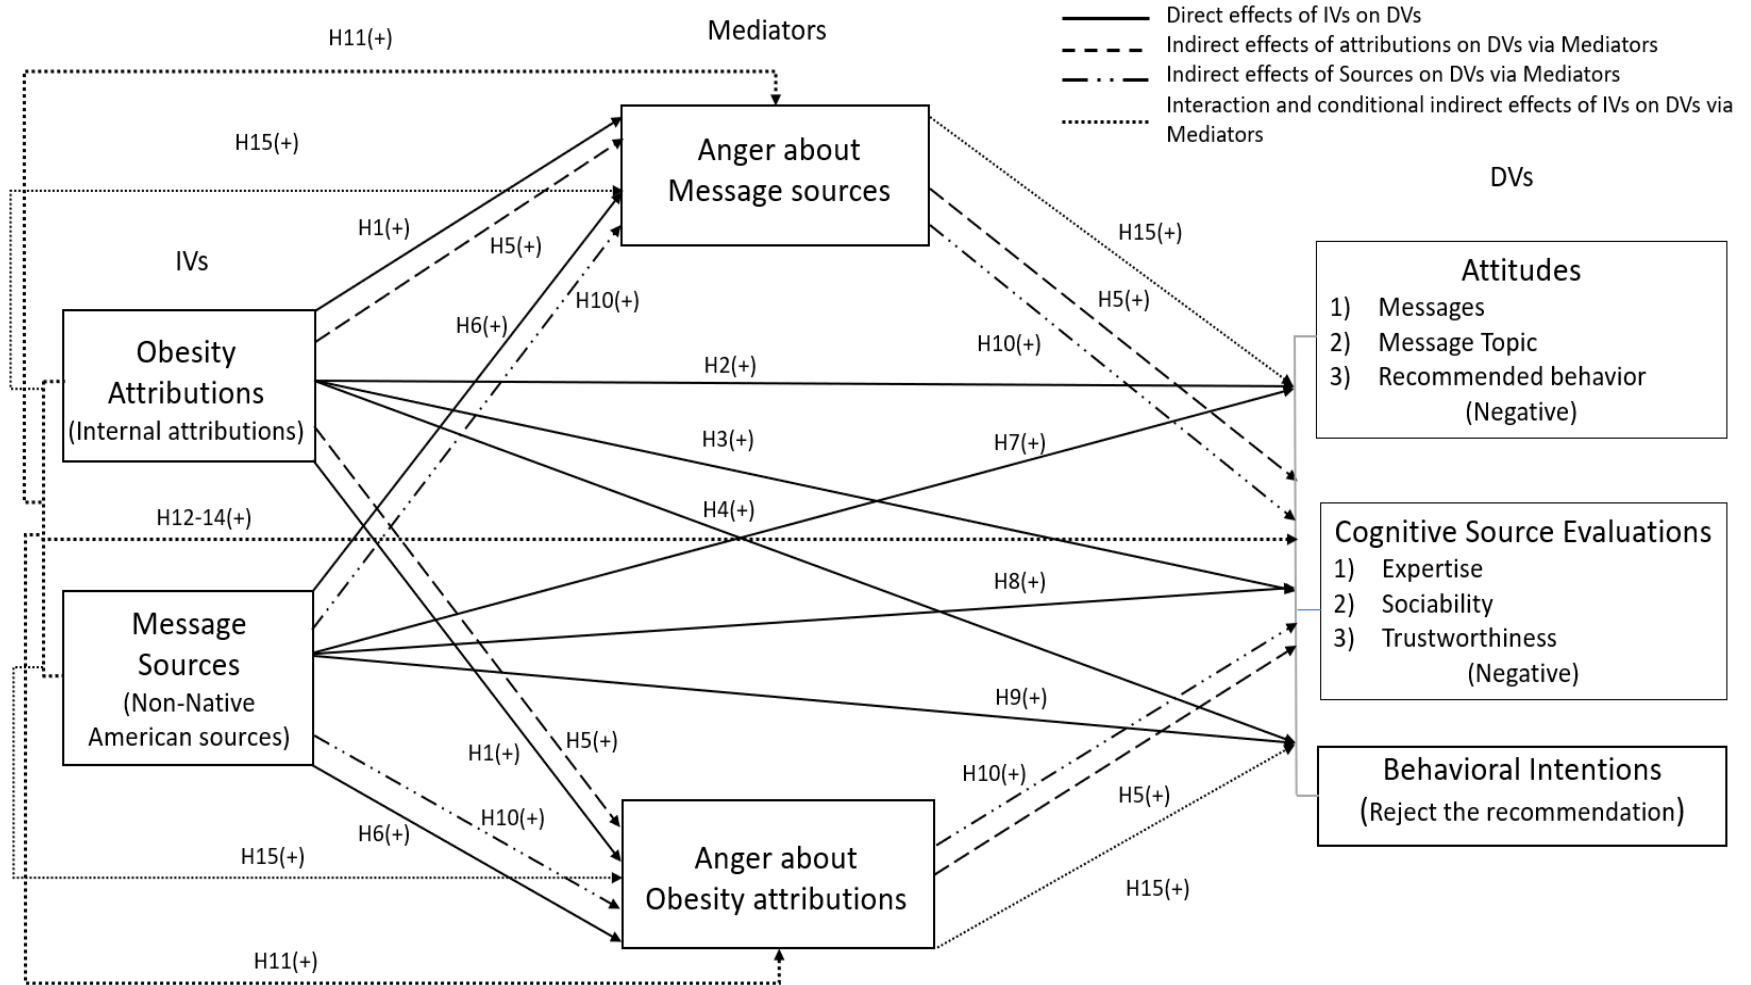 H11(+)
Mediators
Direct effects of IVs on DVs
Indirect effects of attributions on DVs via Mediators
Indirect effects of Sources on DVs via Mediators
Interaction and conditional indirect effects of IVs on DVs via
Mediators
H15(+)
Anger about
Message sources
DVs
H1(+)
H5(+)
H15(+)
IVs
Attitudes
1) Messages
2) Message Topic
3) Recommended behavior
(Negative)
H10(+)
H6(+)
H5(+)
H10(+)
Obesity
Attributions
(Internal attributions)
H2(+)
H3(+)
H7(+)
H12-14(+)
H4(+)
Cognitive Source Evaluations
1) Expertise
2) Sociability
3) Trustworthiness
(Negative)
H8(+)
Message
Sources
(Non-Native
American sources)
H9(+)
H1(+)
H5(+)
H10(+)
H5(+)
Behavioral Intentions
(Reject the recommendation)
H10(+)
H6(+)
H15(+)
Anger about
Obesity attributions
H15(+)
H11(+)